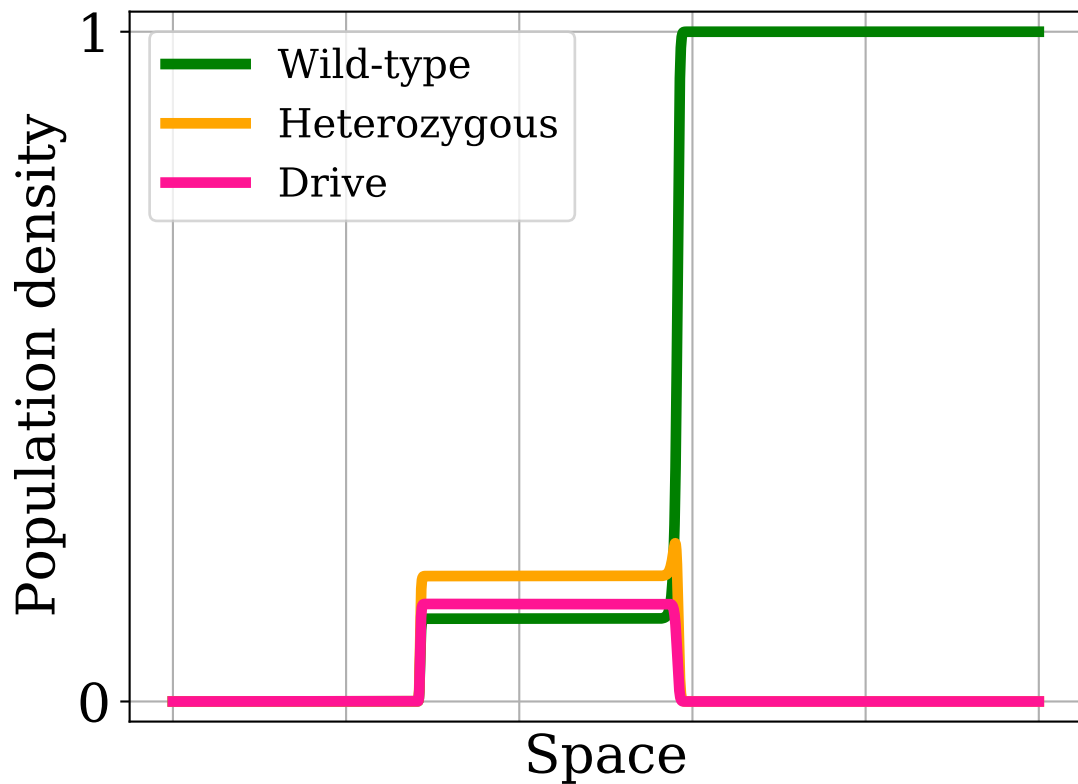 1
Wild-type
Heterozygous
Drive
Population density
0
Space